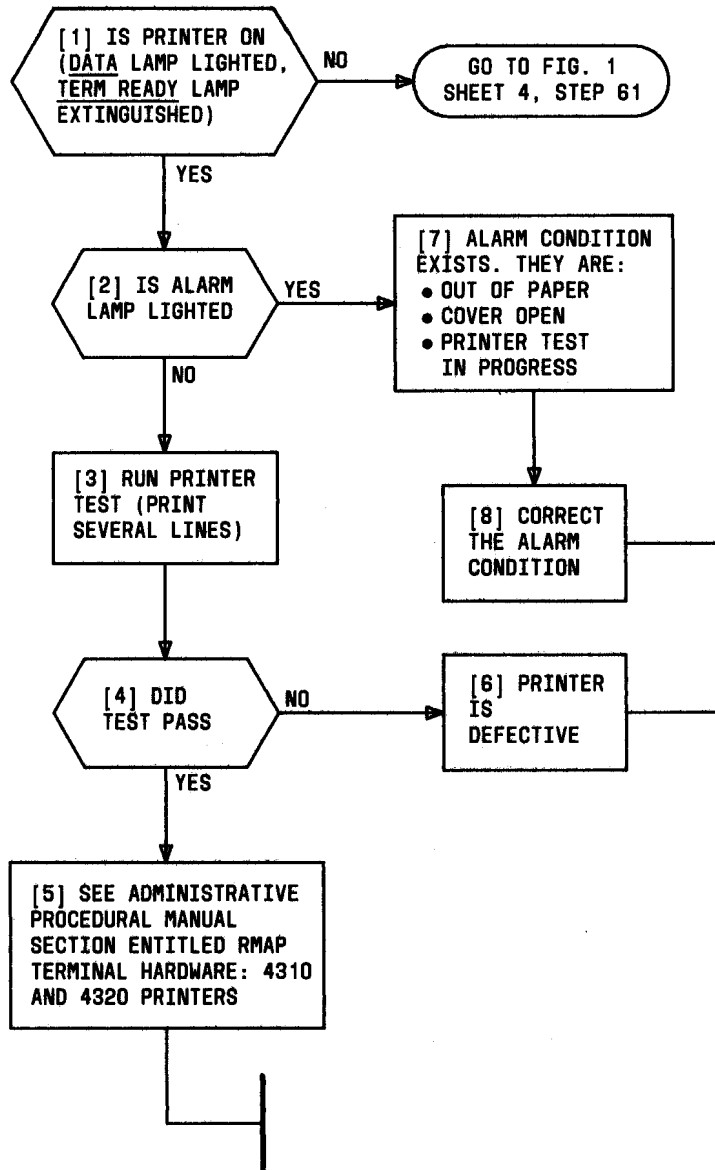 [1] IS PRINTER ON
(DATA LAMP LIGHTED,
TERM READY LAMP
EXTINGUISHED)
NO
GO TO FIG. 1
SHEET 4, STEP 61
YES
[2] IS ALARM
LAMP LIGHTED
YES
[7] ALARM CONDITION
EXISTS. THEY ARE:
• OUT OF PAPER
• COVER OPEN
• PRINTER TEST
IN PROGRESS
NO
[3] RUN PRINTER
TEST (PRINT
SEVERAL LINES)
[8] CORRECT
THE ALARM
CONDITION
[4] DID
TEST PASS
NO
[6] PRINTER
IS
DEFECTIVE
YES
[5] SEE ADMINISTRATIVE
PROCEDURAL MANUAL
SECTION ENTITLED RMAP
TERMINAL HARDWARE: 4310
AND 4320 PRINTERS